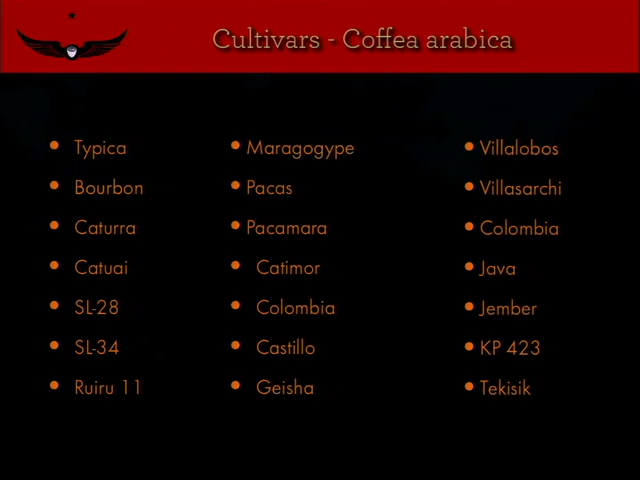 Cultivars - Coffea arabica
• Typica
• Bourbon
• Caturra
• Catuai
• SL-28
• SL-34
• Ruiru 11
• Maragogype
• Pacas
• Pacamara
• Catimor
• Colombia
• Castillo
• Geisha
• Villalobos
• Villasarchi
• Colombia
• Java
• Jember
• KP 423
• Tekisik